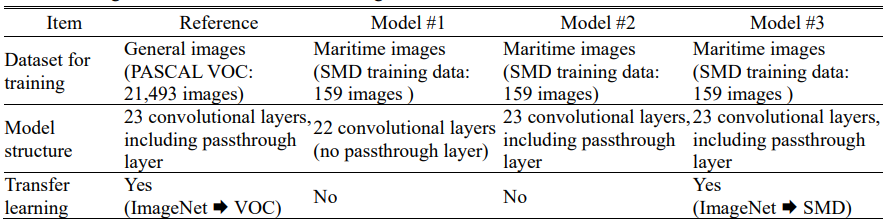 Item Reference Model #1 Model #2 Model #3
Dataset for training General images (PASCAL VOC: 21,493 images) Maritime images (SMD training data: 159 images ) Maritime images (SMD training data: 159 images) Maritime images (SMD training data: 159 images )
Model structure 23 convolutional layers, including passthrough layer 22 convolutional layers (no passthrough layer) 23 convolutional layers, including passthrough layer 23 convolutional layers, including passthrough layer
Transfer learning Yes (ImageNet ➡ VOC) No No Yes (ImageNet ➡ SMD)